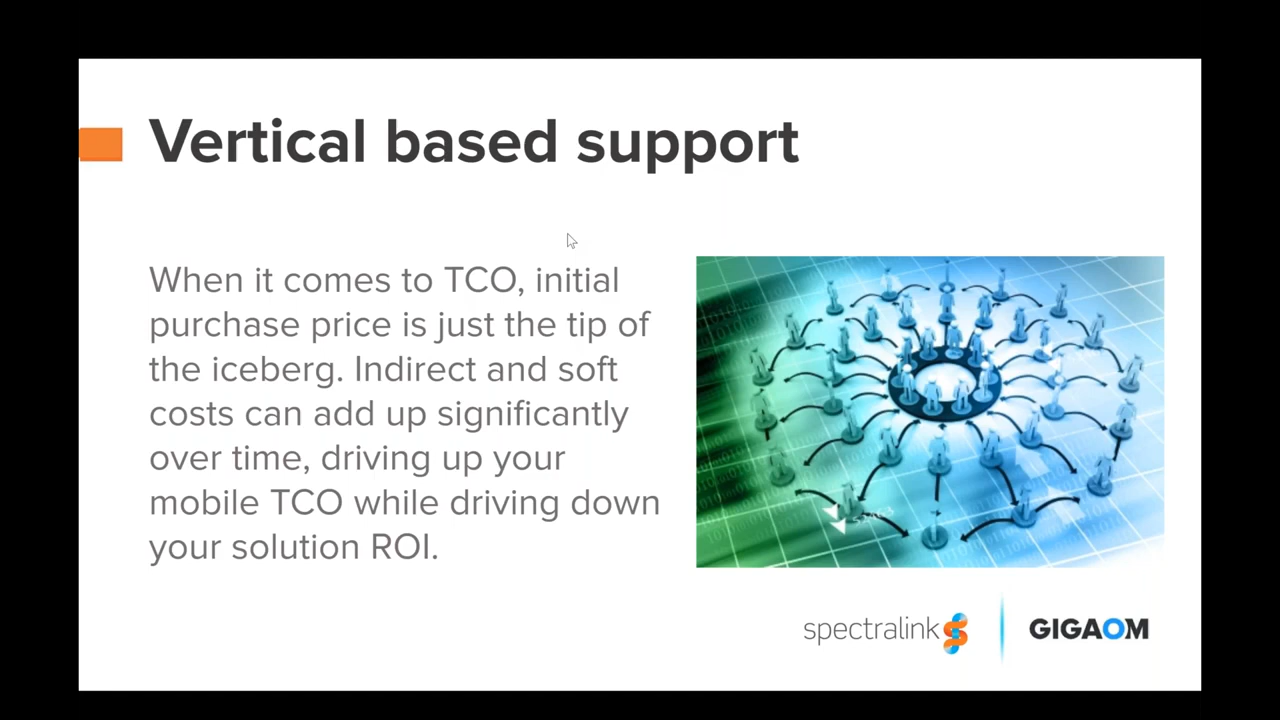 Vertical based support
When it comes to TCO, initial
purchase price is just the tip of
the iceberg. Indirect and soft
costs can add up significantly
over time, driving up your
mobile TCO while driving down
your solution ROI.
spectralink
GIGAOM